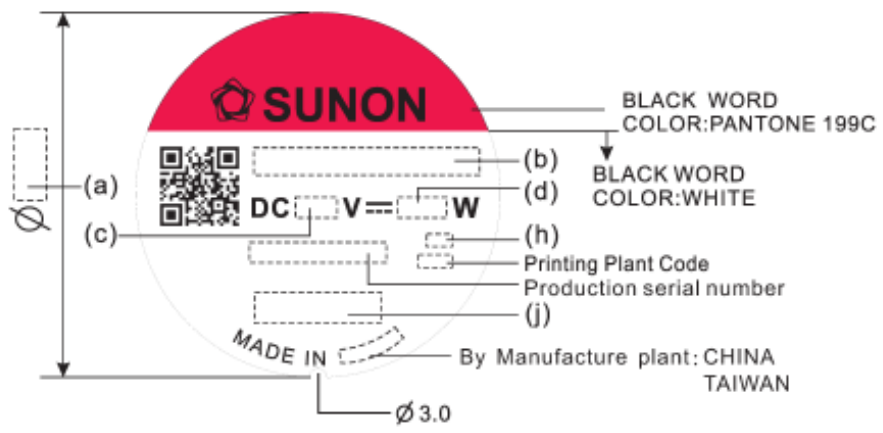 SUNON
BLACK WORD
COLOR:PANTONE 199C
BLACK WORD
COLOR:WHITE
(a)
Ø
(b)
(d)
DC V⎓ W
(c)
(h)
Printing Plant Code
Production serial number
(j)
MADE IN
By Manufacture plant: CHINA
TAIWAN
Ø3.0